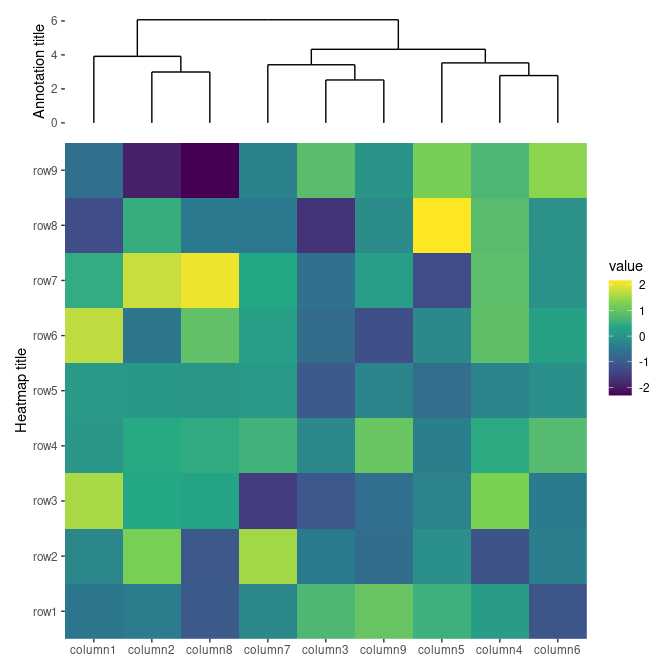 Annotation title
6
4
2
0
row9
row8
row7
row6
row5
row4
row3
row2
row1
Heatmap title
column1 column2 column8 column7 column3 column9 column5 column4 column6
value
2
1
0
-1
-2